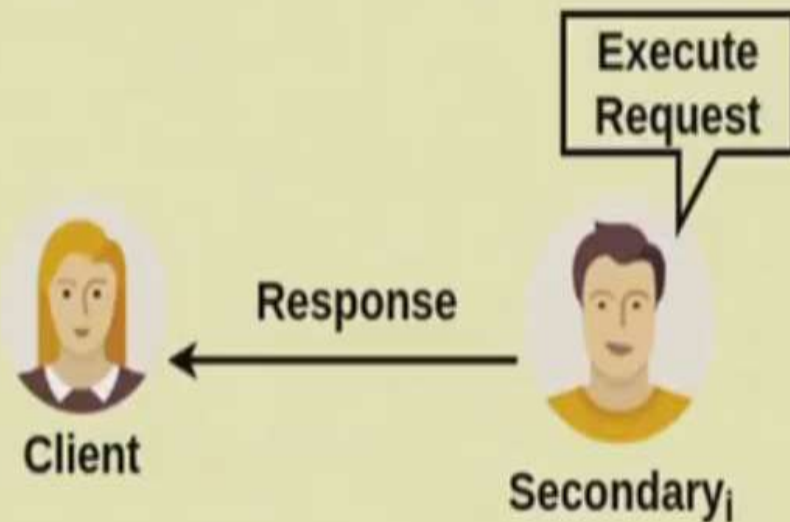 Execute
Request
Response
Client
Secondaryᵢ